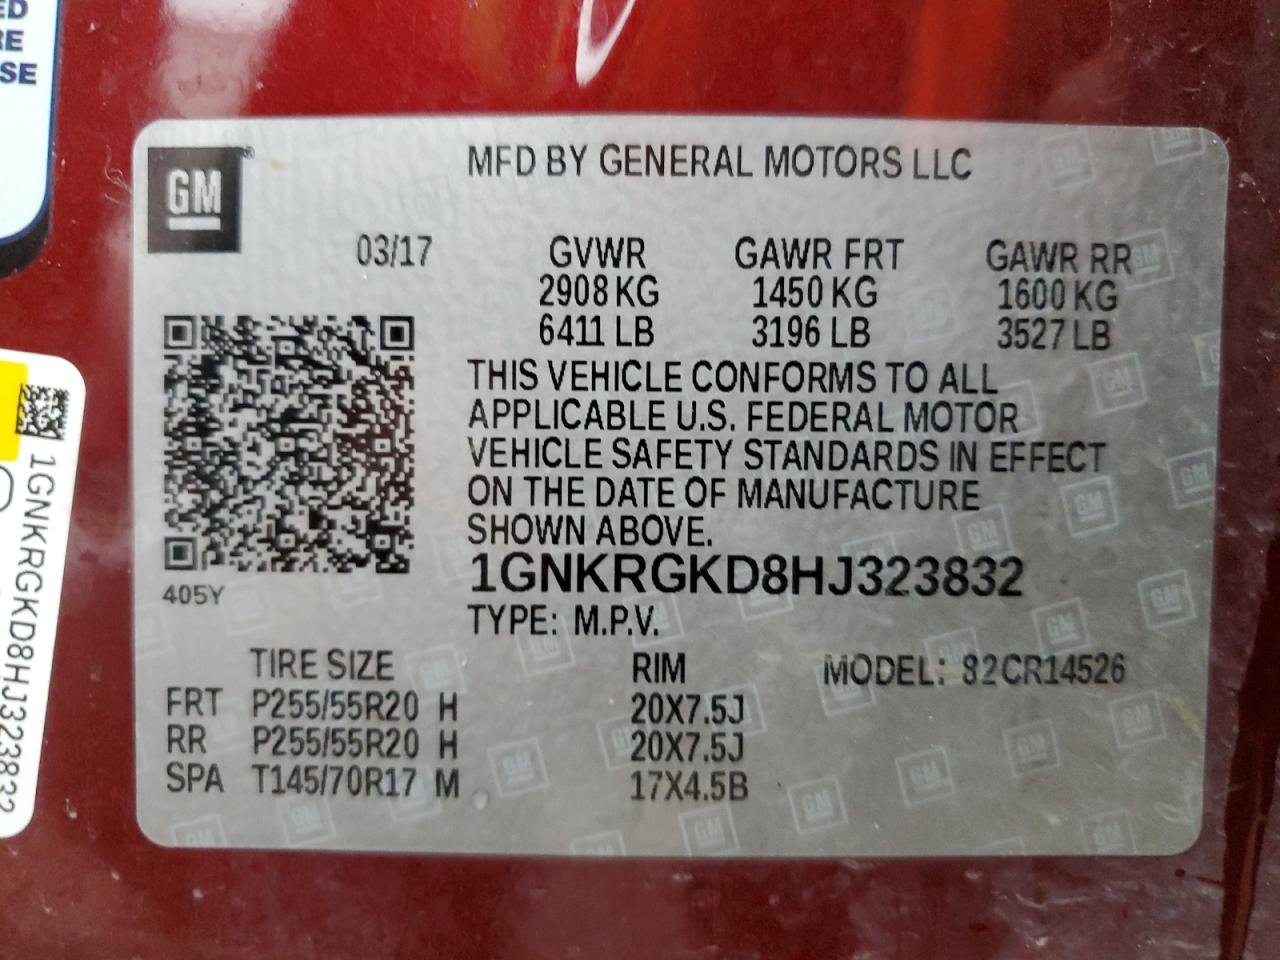 ED
RE
SE
GM
MFD BY GENERAL MOTORS LLC
03/17
GVWR GAWR FRT GAWR RR
2908 KG 1450 KG 1600 KG
6411 LB 3196 LB 3527 LB
THIS VEHICLE CONFORMS TO ALL
APPLICABLE U.S. FEDERAL MOTOR
VEHICLE SAFETY STANDARDS IN EFFECT
ON THE DATE OF MANUFACTURE
SHOWN ABOVE.
1GNKRGKD8HJ323832
405Y
TYPE: M.P.V.
TIRE SIZE RIM MODEL: 82CR14526
FRT P255/55R20 H 20X7.5J
RR P255/55R20 H 20X7.5J
SPA T145/70R17 M 17X4.5B
1GNKRGKD8HJ323832